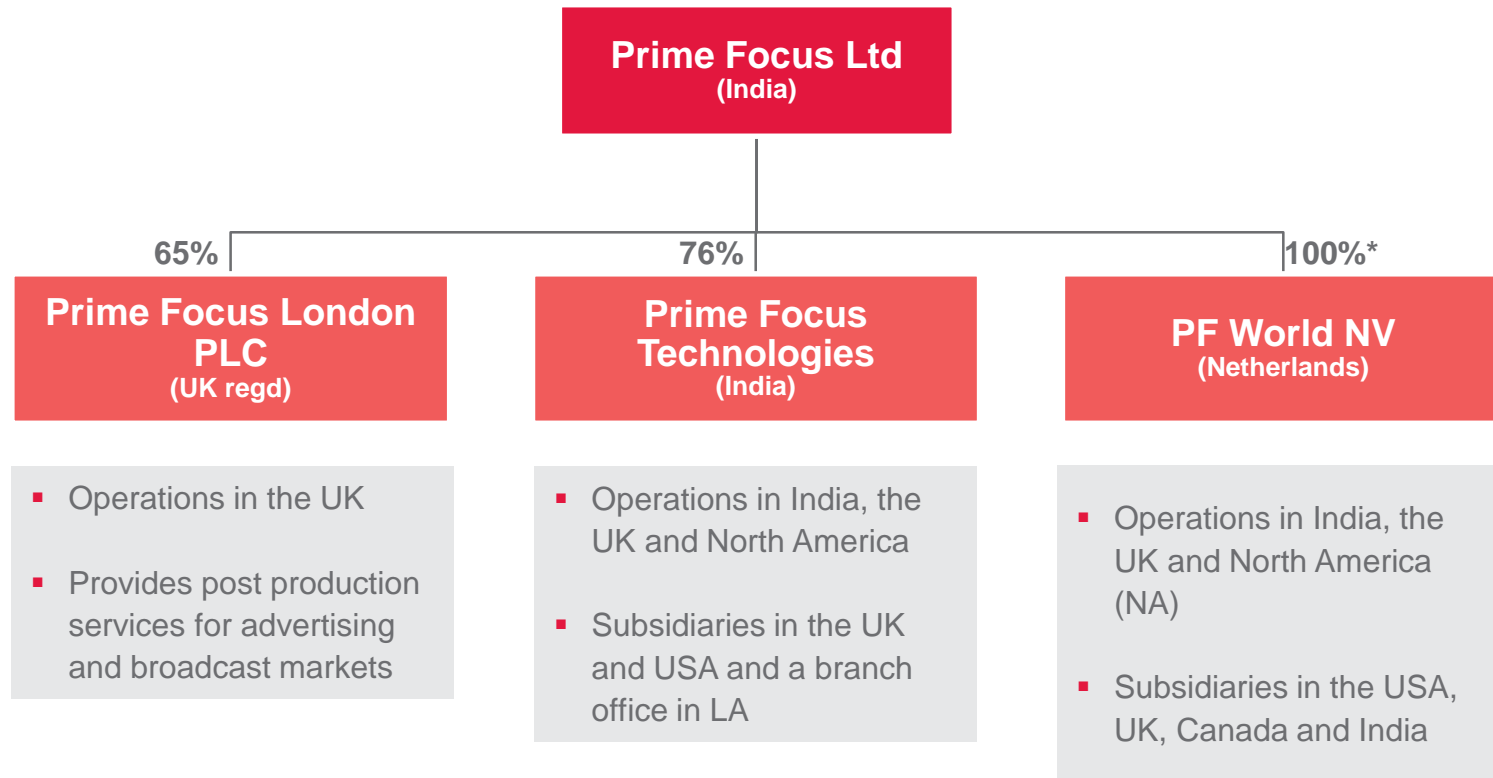 Prime Focus Ltd
(India)
65%
76%
100%*
Prime Focus London
PLC
(UK regd)
Prime Focus
Technologies
(India)
PF World NV
(Netherlands)
▪ Operations in the UK
▪ Provides post production
services for advertising
and broadcast markets
▪ Operations in India, the
UK and North America
▪ Subsidiaries in the UK
and USA and a branch
office in LA
▪ Operations in India, the
UK and North America
(NA)
▪ Subsidiaries in the USA,
UK, Canada and India